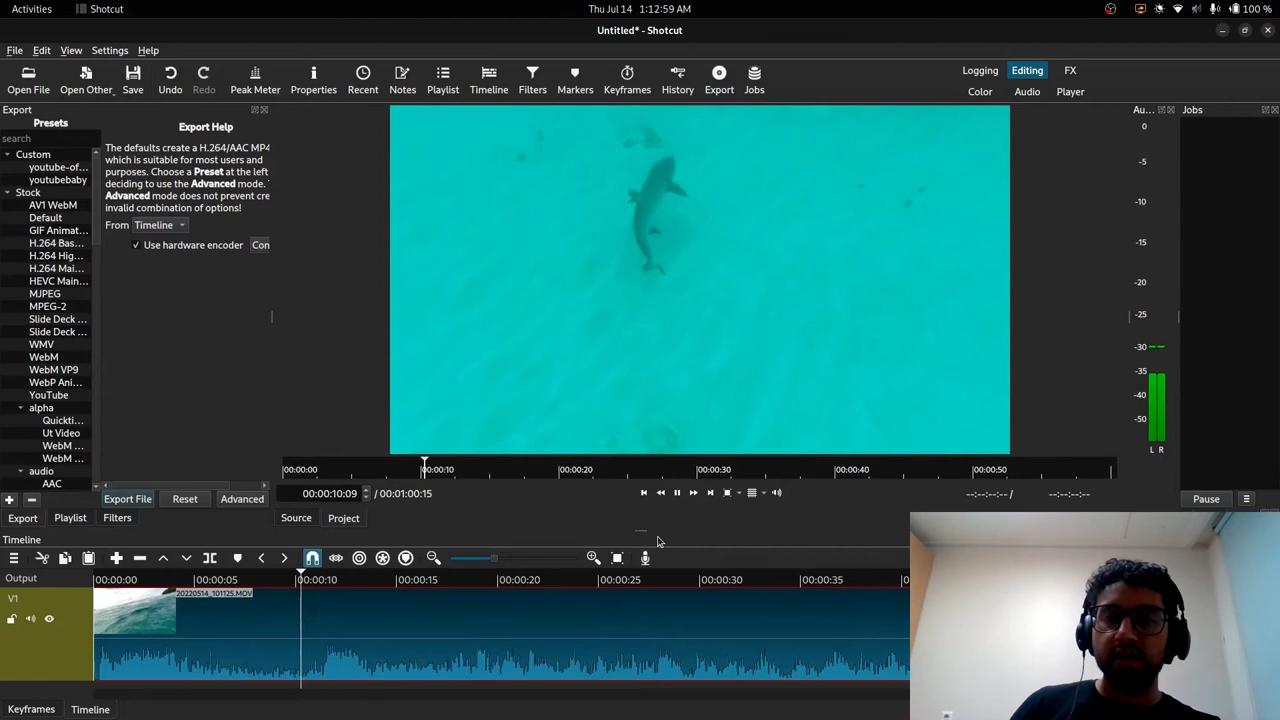 Activities
Shotcut
Thu Jul 14 1:12:59 AM
100 %
Untitled* - Shotcut
File Edit View Settings Help
Open File Open Other Save Undo Redo Peak Meter Properties Recent Notes Playlist Timeline Filters Markers Keyframes History Export Jobs
Logging Editing FX
Color Audio Player
Export
Presets
search
Custom
youtube-of...
youtubebaby
Stock
AV1 WebM
Default
GIF Animat...
H.264 Bas...
H.264 Hig...
H.264 Mai...
HEVC Main...
MJPEG
MPEG-2
Slide Deck ...
Slide Deck ...
WMV
WebM
WebM VP9
WebP Ani...
YouTube
alpha
Quickti...
Ut Video
WebM ...
WebM ...
audio
AAC
Export Help
The defaults create a H.264/AAC MP4
which is suitable for most users and
purposes. Choose a Preset at the left
deciding to use the Advanced mode.
Advanced mode does not prevent cre
invalid combination of options!
From Timeline
Use hardware encoder Con
Export File Reset Advanced
Export Playlist Filters
00:00:00 00:00:10 00:00:20 00:00:30 00:00:40 00:00:50
00:00:10:09 / 00:01:00:15
--:--:--:-- / --:--:--:--
Source Project
Au...
0
-5
-10
-15
-20
-25
-30
-35
-40
-50
L R
Jobs
Pause
Timeline
Output
00:00:00 00:00:05 00:00:10 00:00:15 00:00:20 00:00:25 00:00:30 00:00:35
V1
20220514_101125.MOV
Keyframes Timeline